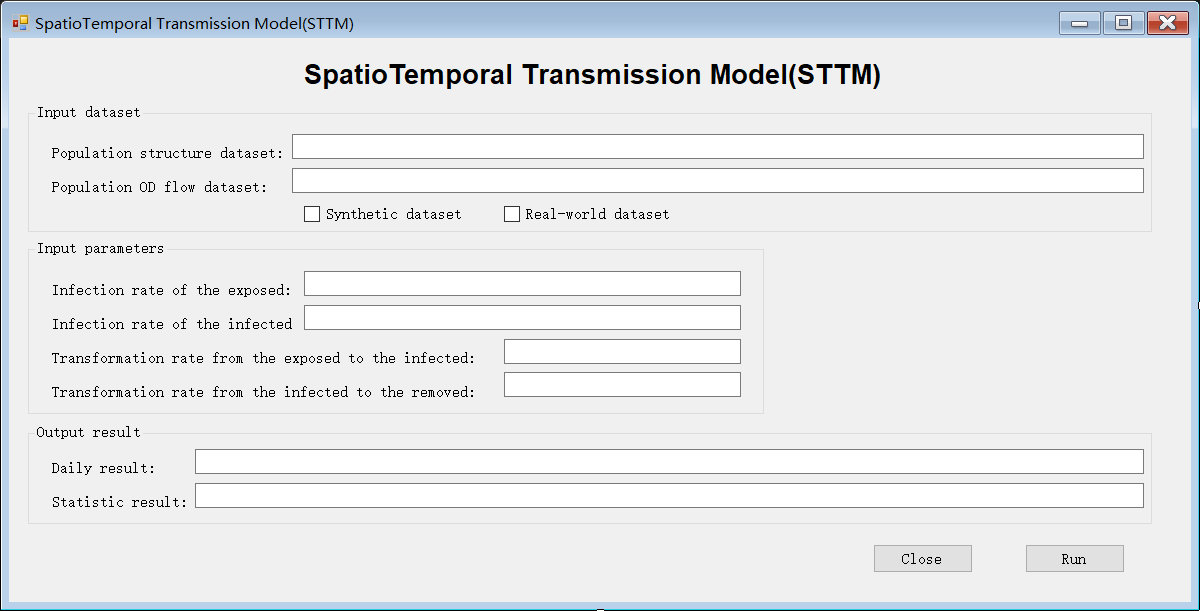 SpatioTemporal Transmission Model(STTM)
SpatioTemporal Transmission Model(STTM)
Input dataset
Population structure dataset:
Population OD flow dataset:
Synthetic dataset Real-world dataset
Input parameters
Infection rate of the exposed:
Infection rate of the infected
Transformation rate from the exposed to the infected:
Transformation rate from the infected to the removed:
Output result
Daily result:
Statistic result:
Close Run